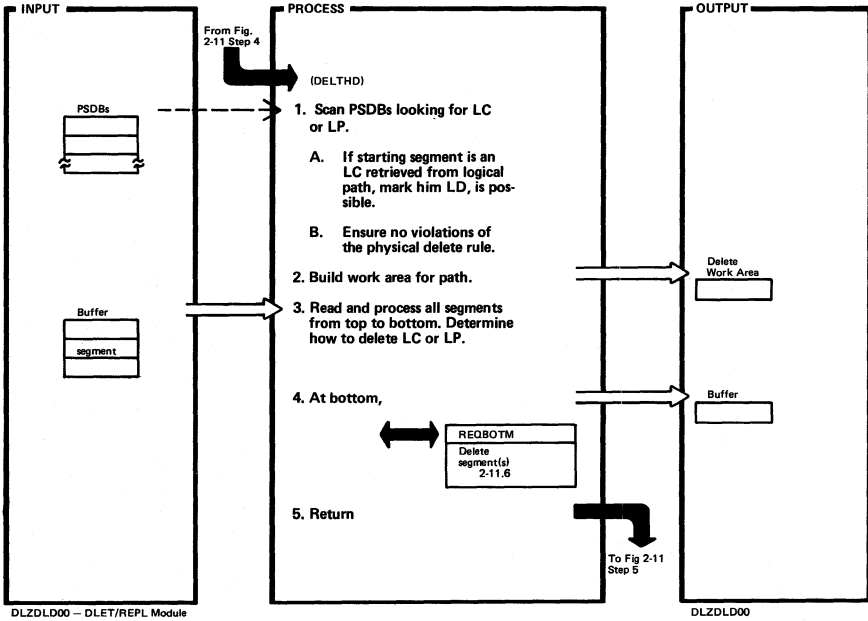 INPUT
PROCESS
OUTPUT
From Fig.
2-11 Step 4
(DELTHD)
PSDBs
1. Scan PSDBs looking for LC
or LP.
A. If starting segment is an
LC retrieved from logical
path, mark him LD, is pos-
sible.
B. Ensure no violations of
the physical delete rule.
Delete
Work Area
2. Build work area for path.
Buffer
segment
3. Read and process all segments
from top to bottom. Determine
how to delete LC or LP.
4. At bottom,
Buffer
REQBOTM
Delete
segment(s)
2-11.6
5. Return
To Fig 2-11
Step 5
DLZDLD00 — DLET/REPL Module
DLZDLD00